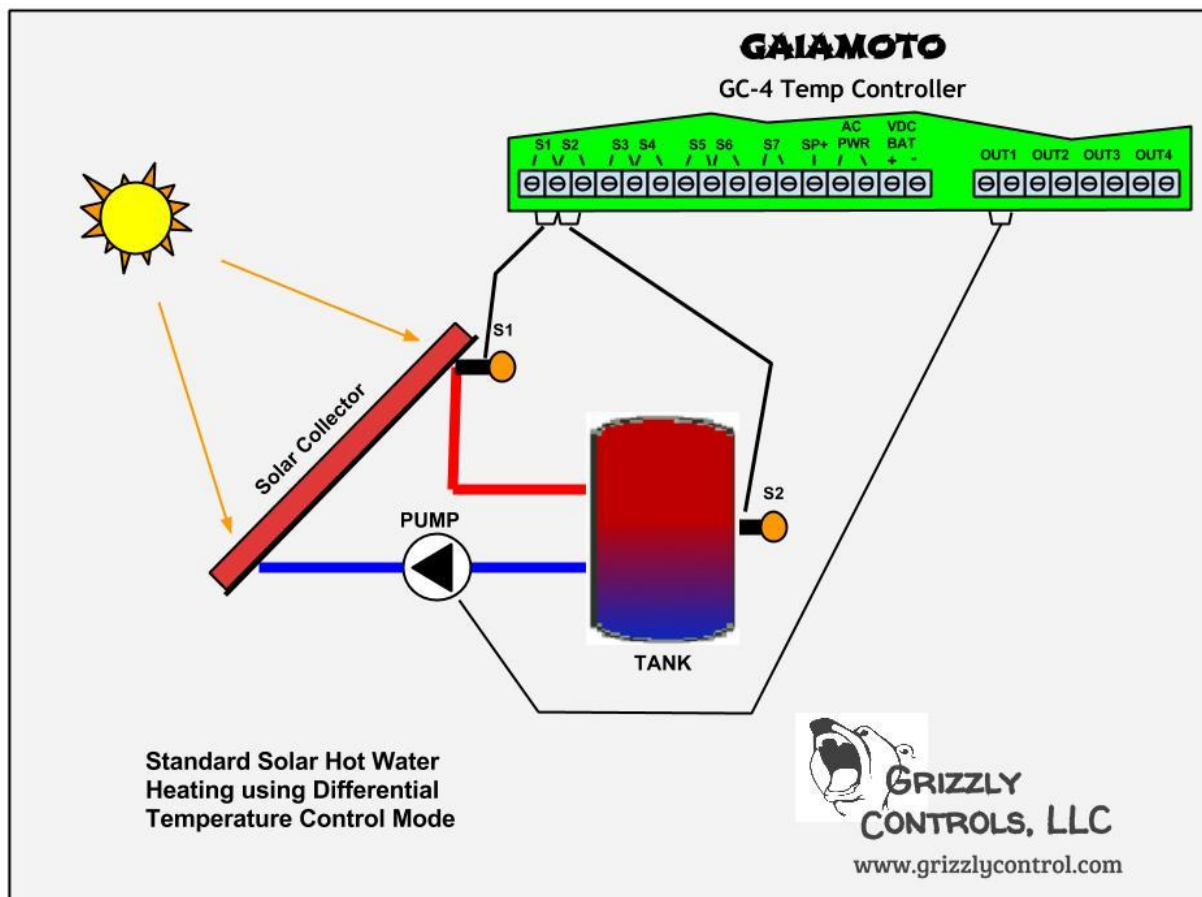 GAIAMOTO
GC-4 Temp Controller
S1 S2 S3 S4 S5 S6 S7 SP+ AC PWR VDC BAT + -
OUT1 OUT2 OUT3 OUT4
S1
Solar Collector
S2
PUMP
TANK
Standard Solar Hot Water
Heating using Differential
Temperature Control Mode
GRIZZLY
CONTROLS, LLC
www.grizzlycontrol.com